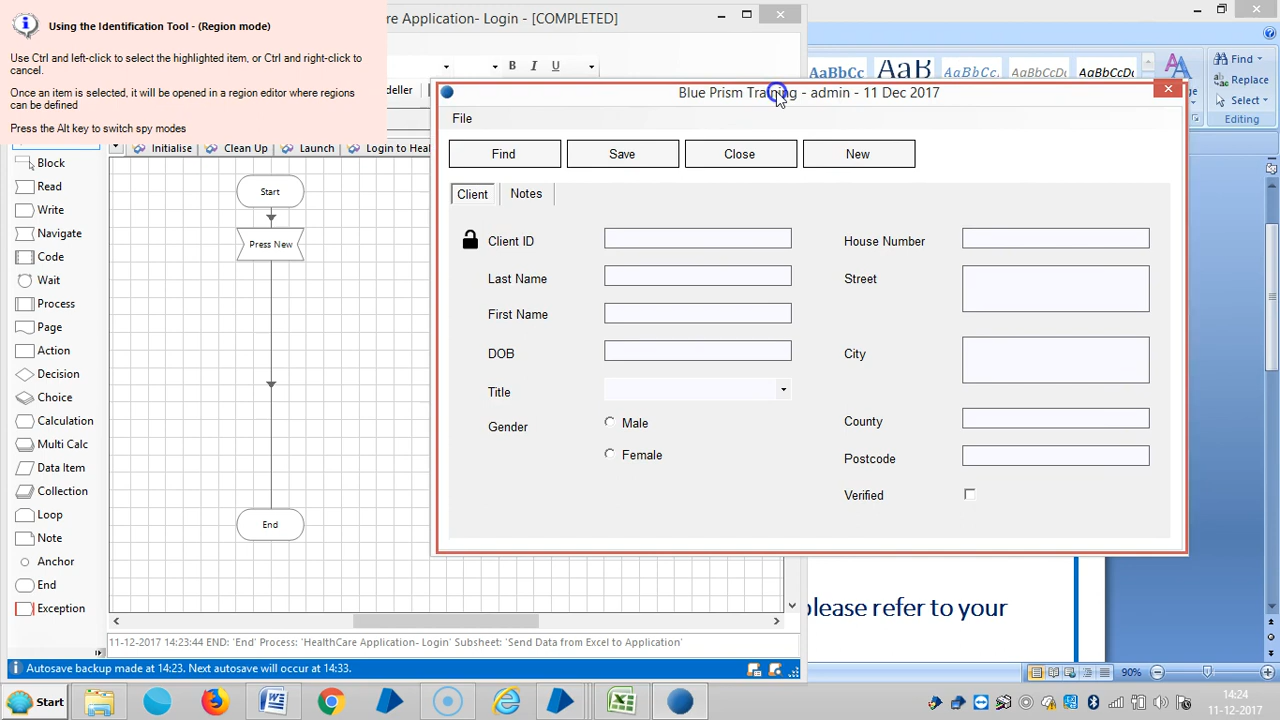 Using the Identification Tool - (Region mode)
Use Ctrl and left-click to select the highlighted item, or Ctrl and right-click to
cancel.
Once an item is selected, it will be opened in a region editor where regions
can be defined
Press the Alt key to switch spy modes
Care Application- Login - [COMPLETED]
B I U
AaBbCc AaB AaBbCc AaBbCcDc AaBbCcDc
Find
Replace
Select
Editing
Blue Prism Training - admin - 11 Dec 2017
File
Find Save Close New
Client Notes
Client ID
Last Name
First Name
DOB
Title
Gender
Male
Female
House Number
Street
City
County
Postcode
Verified
Initialise Clean Up Launch Login to Heal
Block
Read
Write
Navigate
Code
Wait
Process
Page
Action
Decision
Choice
Calculation
Multi Calc
Data Item
Collection
Loop
Note
Anchor
End
Exception
Start
Press New
End
please refer to your
11-12-2017 14:23:44 END: 'End' Process: 'HealthCare Application- Login' Subsheet: 'Send Data from Excel to Application'
Autosave backup made at 14:23. Next autosave will occur at 14:33.
90%
Start
14:24
11-12-2017